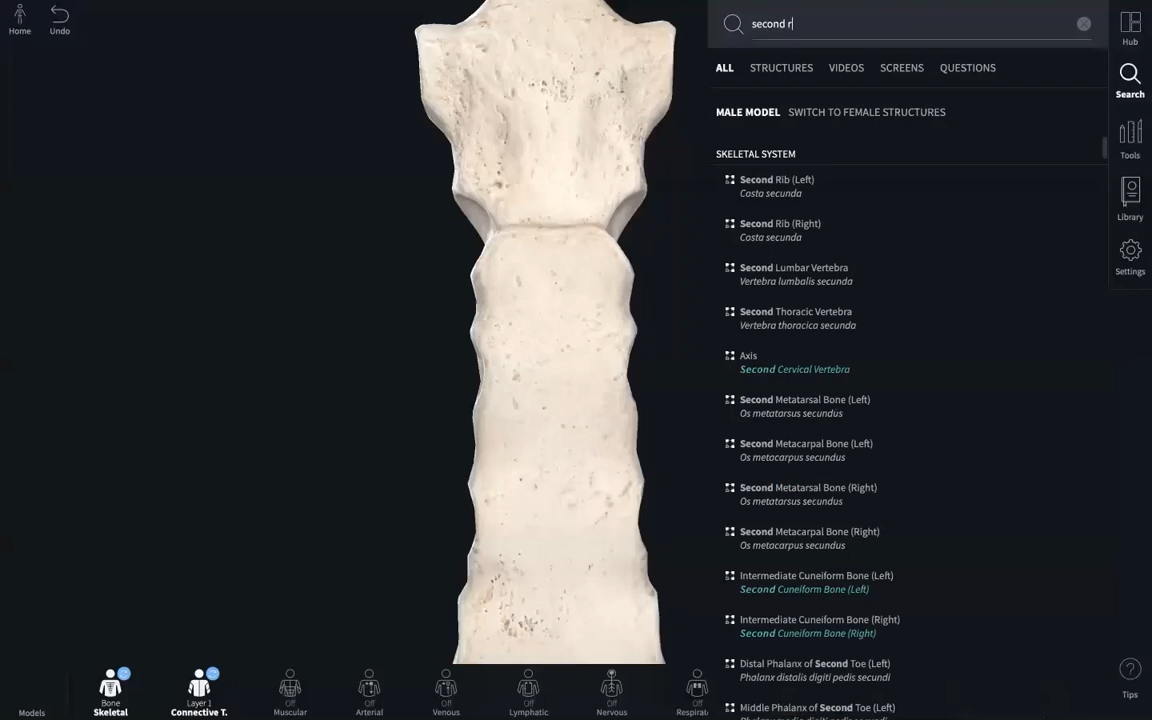 Home
Undo
second r
Hub
Search
Tools
Library
Settings
ALL STRUCTURES VIDEOS SCREENS QUESTIONS
MALE MODEL SWITCH TO FEMALE STRUCTURES
SKELETAL SYSTEM
Second Rib (Left)
Costa secunda
Second Rib (Right)
Costa secunda
Second Lumbar Vertebra
Vertebra lumbalis secunda
Second Thoracic Vertebra
Vertebra thoracica secunda
Axis
Second Cervical Vertebra
Second Metatarsal Bone (Left)
Os metatarsus secundus
Second Metacarpal Bone (Left)
Os metacarpus secundus
Second Metatarsal Bone (Right)
Os metatarsus secundus
Second Metacarpal Bone (Right)
Os metacarpus secundus
Intermediate Cuneiform Bone (Left)
Second Cuneiform Bone (Left)
Intermediate Cuneiform Bone (Right)
Second Cuneiform Bone (Right)
Distal Phalanx of Second Toe (Left)
Phalanx distalis digiti pedis secundi
Middle Phalanx of Second Toe (Left)
Models
Bone
Skeletal
Layer 1
Connective T.
Off
Muscular
Off
Arterial
Off
Venous
Off
Lymphatic
Off
Nervous
Off
Respirat
Tips